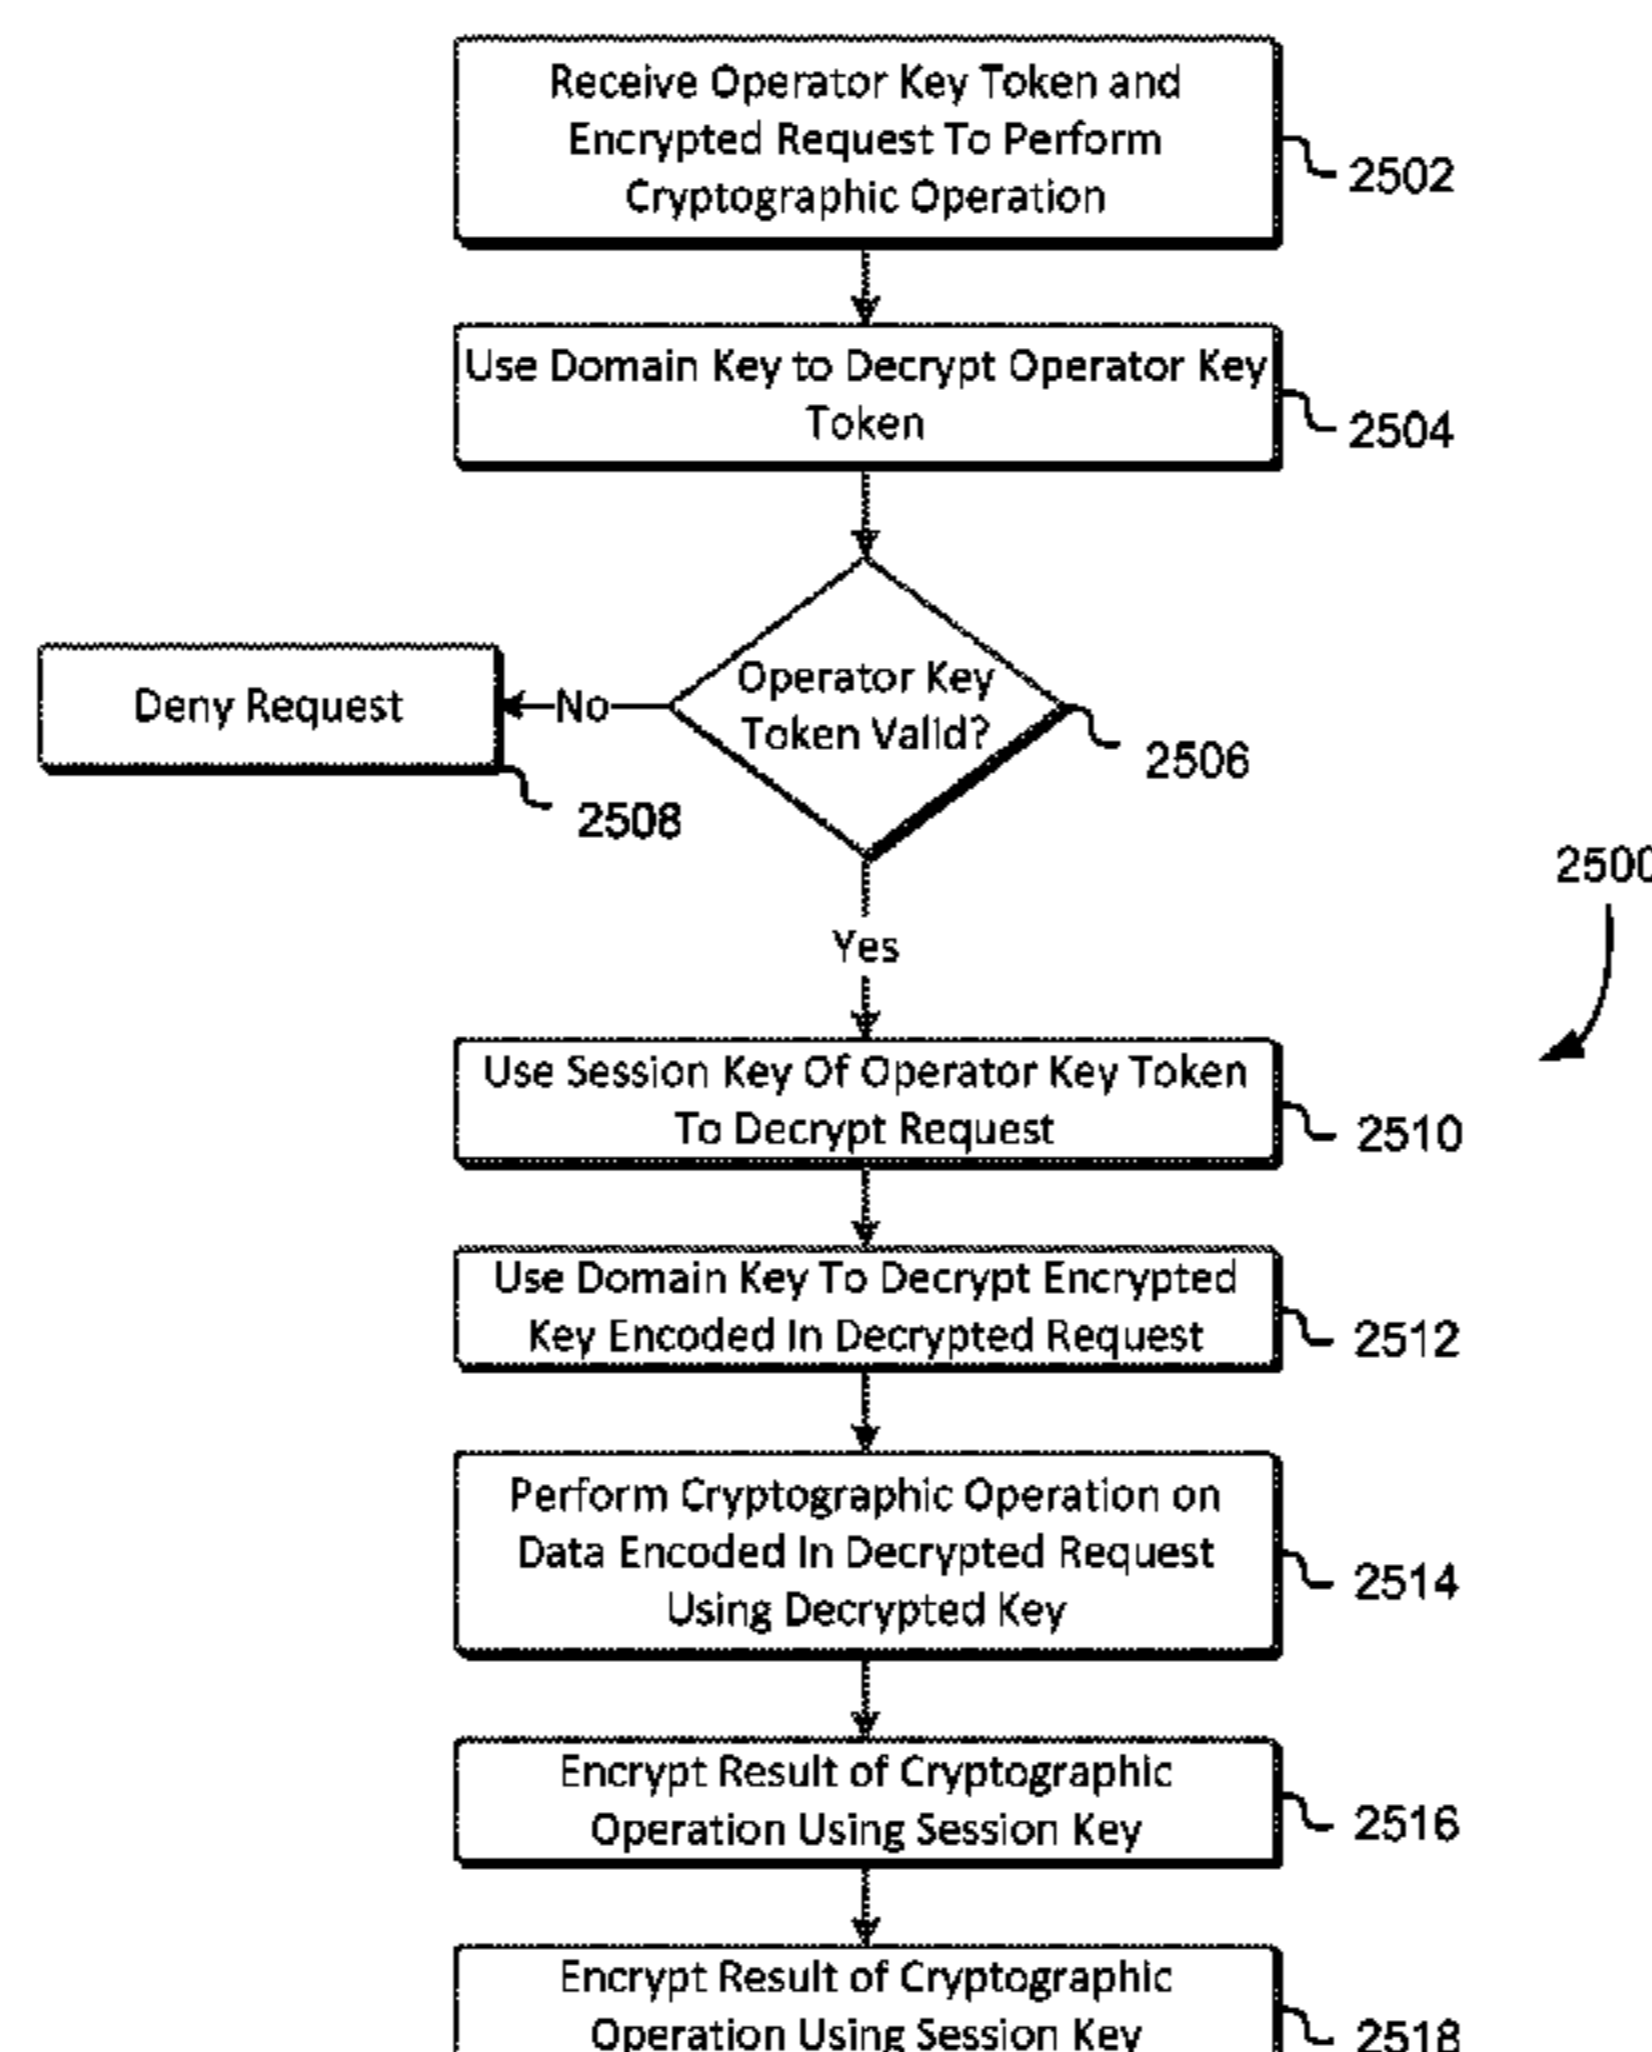 Receive Operator Key Token and
Encrypted Request To Perform
Cryptographic Operation
2502
Use Domain Key to Decrypt Operator Key
Token
2504
Operator Key
Token Valid?
2506
No
Deny Request
2508
Yes
2500
Use Session Key Of Operator Key Token
To Decrypt Request
2510
Use Domain Key To Decrypt Encrypted
Key Encoded In Decrypted Request
2512
Perform Cryptographic Operation on
Data Encoded In Decrypted Request
Using Decrypted Key
2514
Encrypt Result of Cryptographic
Operation Using Session Key
2516
Encrypt Result of Cryptographic
Operation Using Session Key
2518